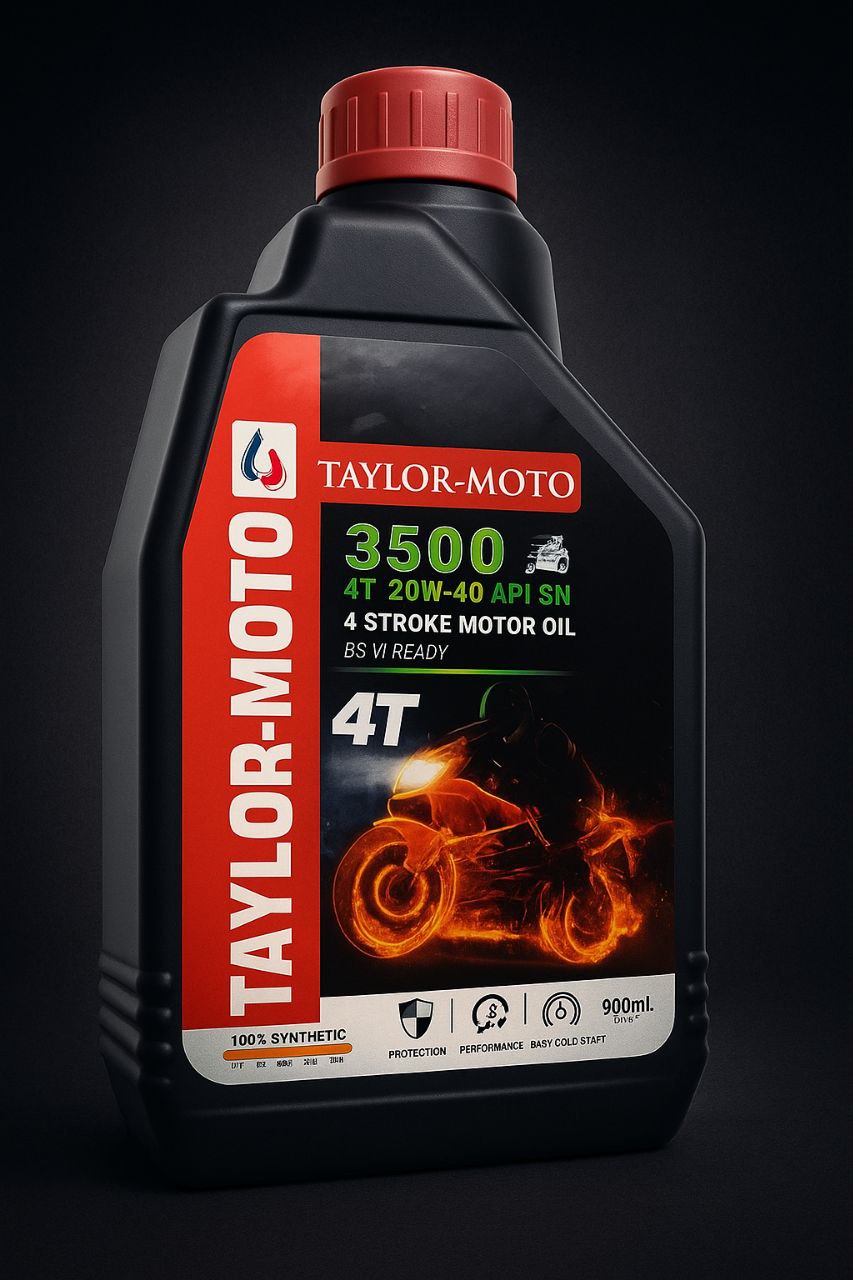 TAYLOR-MOTO
TAYLOR-MOTO
3500
4T 20W-40 API SN
4 STROKE MOTOR OIL
BS VI READY
4T
100% SYNTHETIC
PROTECTION
PERFORMANCE
BASY COLD STAFT
900ml.